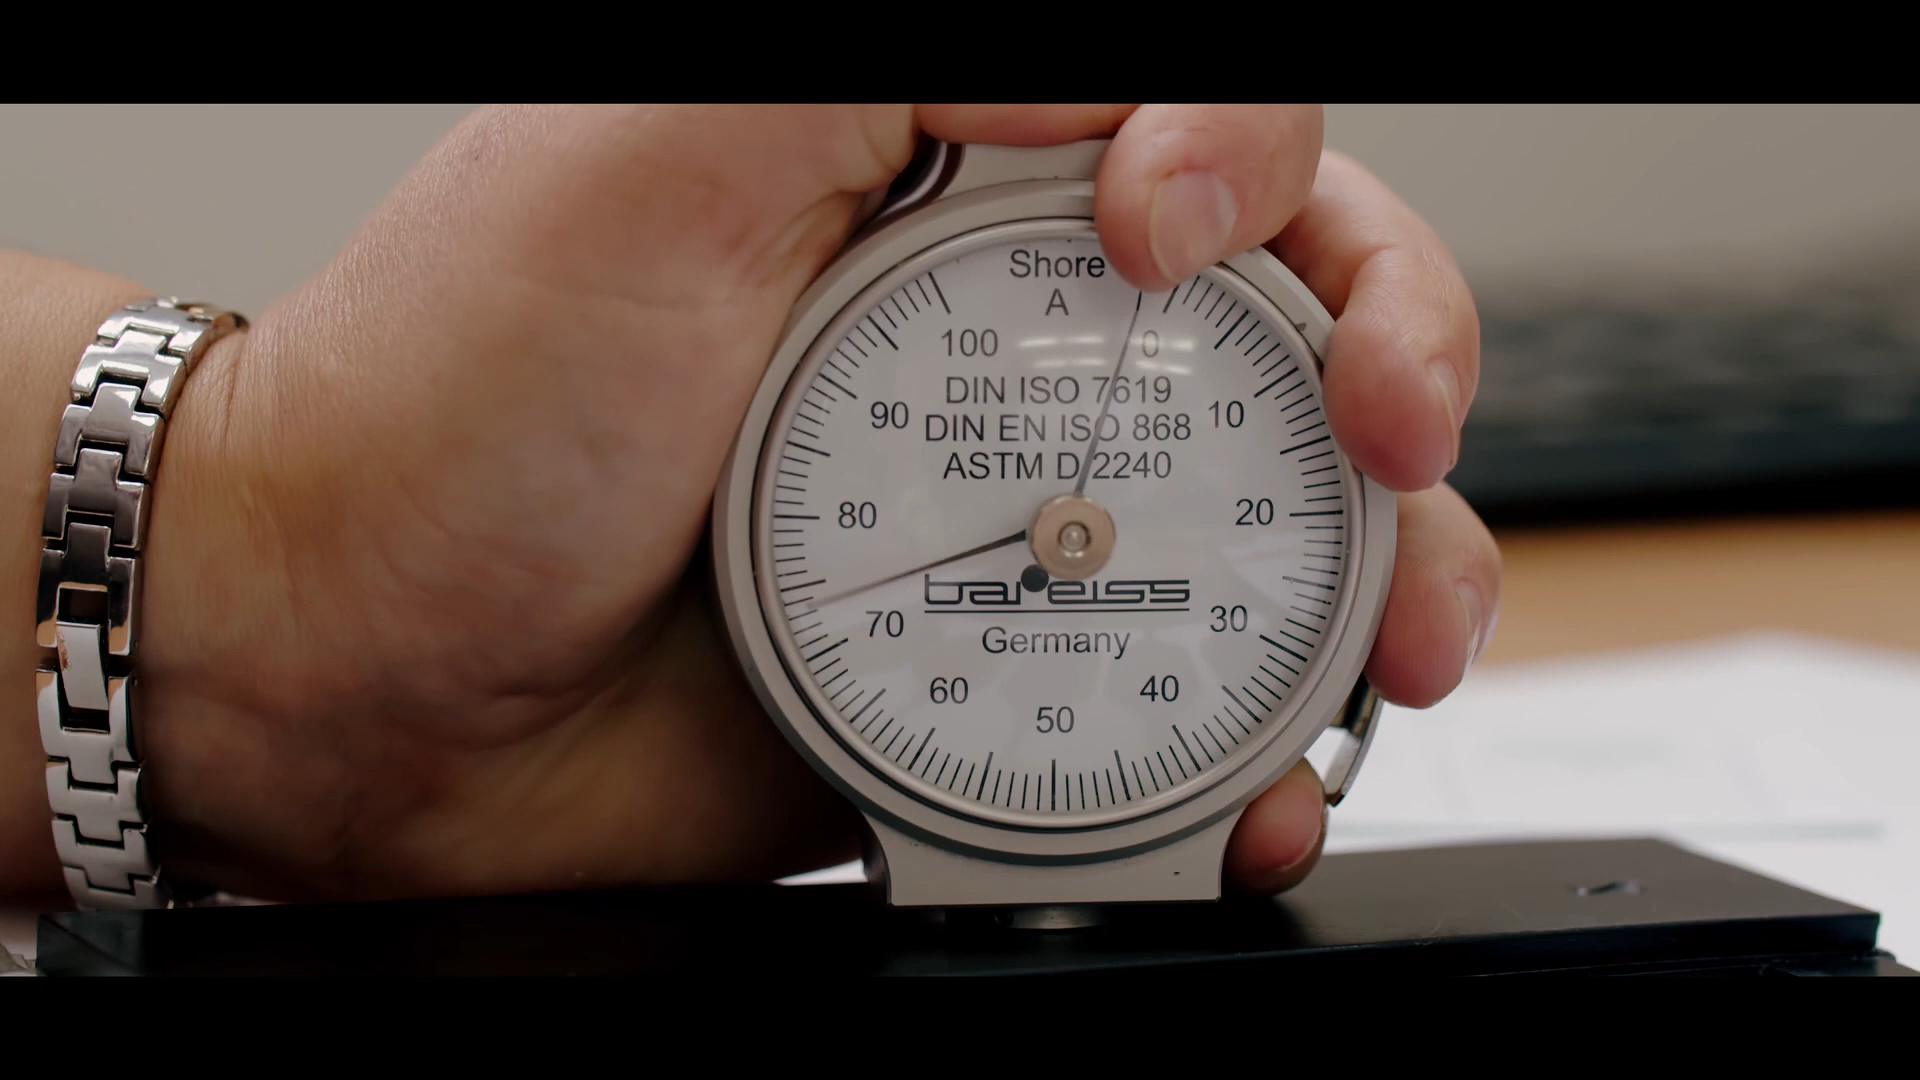 Shore
A
100 0
DIN ISO 7619
90 DIN EN ISO 868 10
ASTM D 2240
80 20
bareiss
70 30
Germany
60 40
50